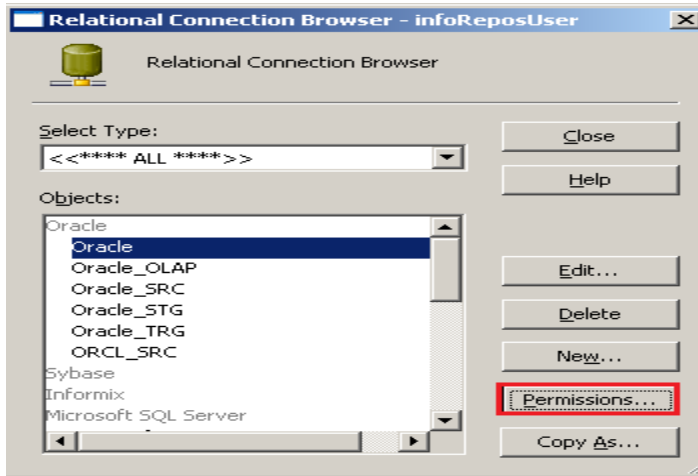 Relational Connection Browser - infoReposUser
Relational Connection Browser
Select Type:
<<**** ALL ****>>
Close
Help
Objects:
Oracle
Oracle
Oracle_OLAP
Oracle_SRC
Oracle_STG
Oracle_TRG
ORCL_SRC
Sybase
Informix
Microsoft SQL Server
Edit...
Delete
New...
Permissions...
Copy As...